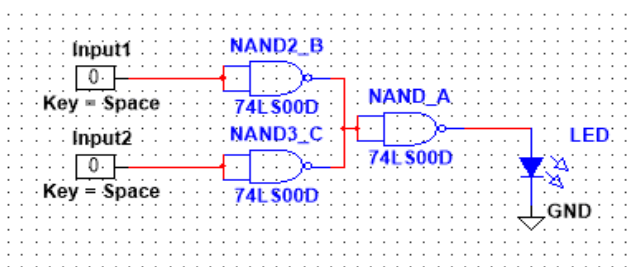 Input1
0
Key = Space
NAND2_B
74LS00D
Input2
0
Key = Space
NAND3_C
74LS00D
NAND_A
74LS00D
LED
GND